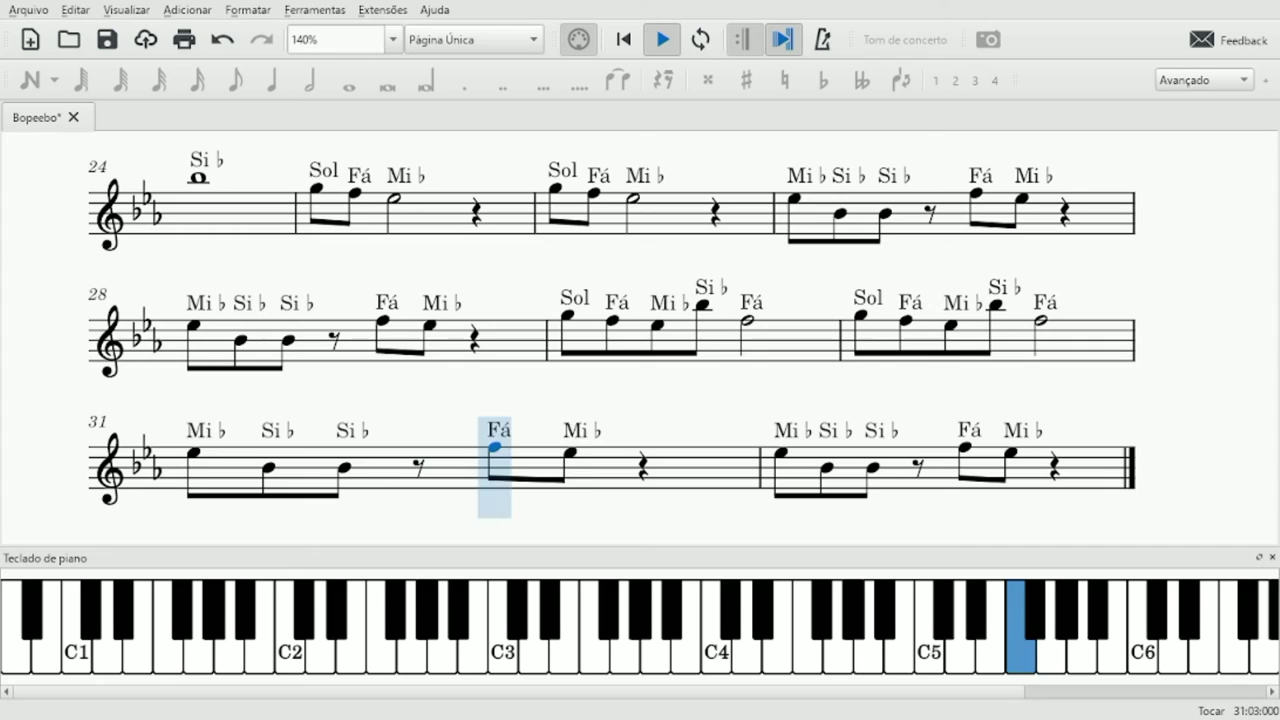 Arquivo Editar Visualizar Adicionar Formatar Ferramentas Extensões Ajuda
140% Página Única Tom de concerto Feedback
1 2 3 4 Avançado
Bopeebo*
24 Si ♭ Sol Fá Mi ♭ Sol Fá Mi ♭ Mi ♭ Si ♭ Si ♭ Fá Mi ♭
28 Mi ♭ Si ♭ Si ♭ Fá Mi ♭ Sol Fá Mi ♭ Si ♭ Fá Sol Fá Mi ♭ Si ♭ Fá
31 Mi ♭ Si ♭ Si ♭ Fá Mi ♭ Mi ♭ Si ♭ Si ♭ Fá Mi ♭
Teclado de piano
C1 C2 C3 C4 C5 C6
Tocar 31:03:000